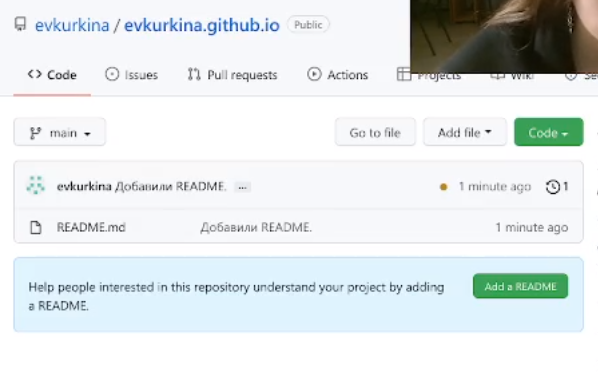 evkurkina / evkurkina.github.io Public
Code Issues Pull requests Actions Projects Wiki
main Go to file Add file Code
evkurkina Добавили README. ... 1 minute ago 1
README.md Добавили README. 1 minute ago
Help people interested in this repository understand your project by adding
a README.
Add a README